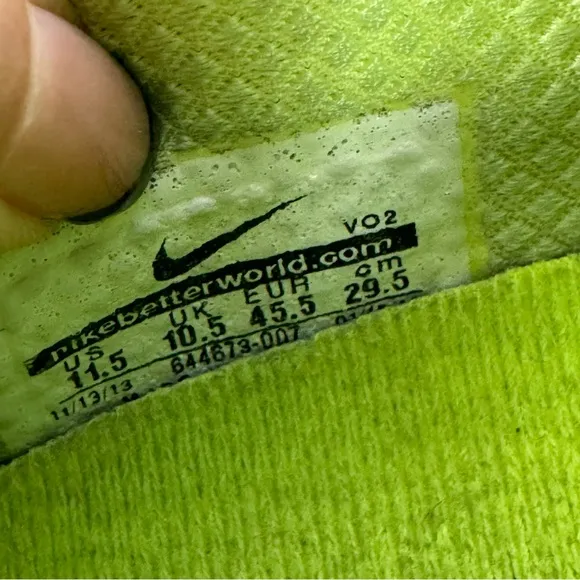 VO2
nikebetterworld.com
US UK EUR cm
11.5 10.5 45.5 29.5
644673-007
11/13/13